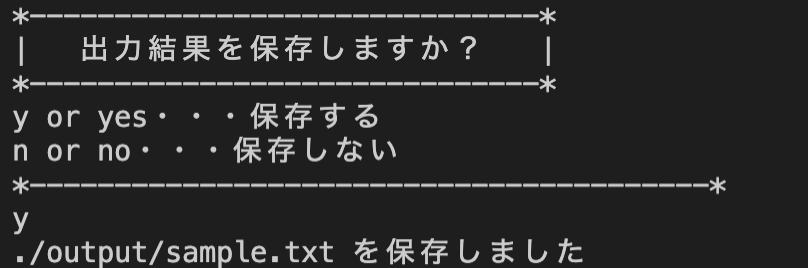 *------------------------------*
|   出力結果を保存しますか？   |
*------------------------------*
y or yes・・・保存する
n or no・・・保存しない
*----------------------------------------*
y
./output/sample.txt を保存しました